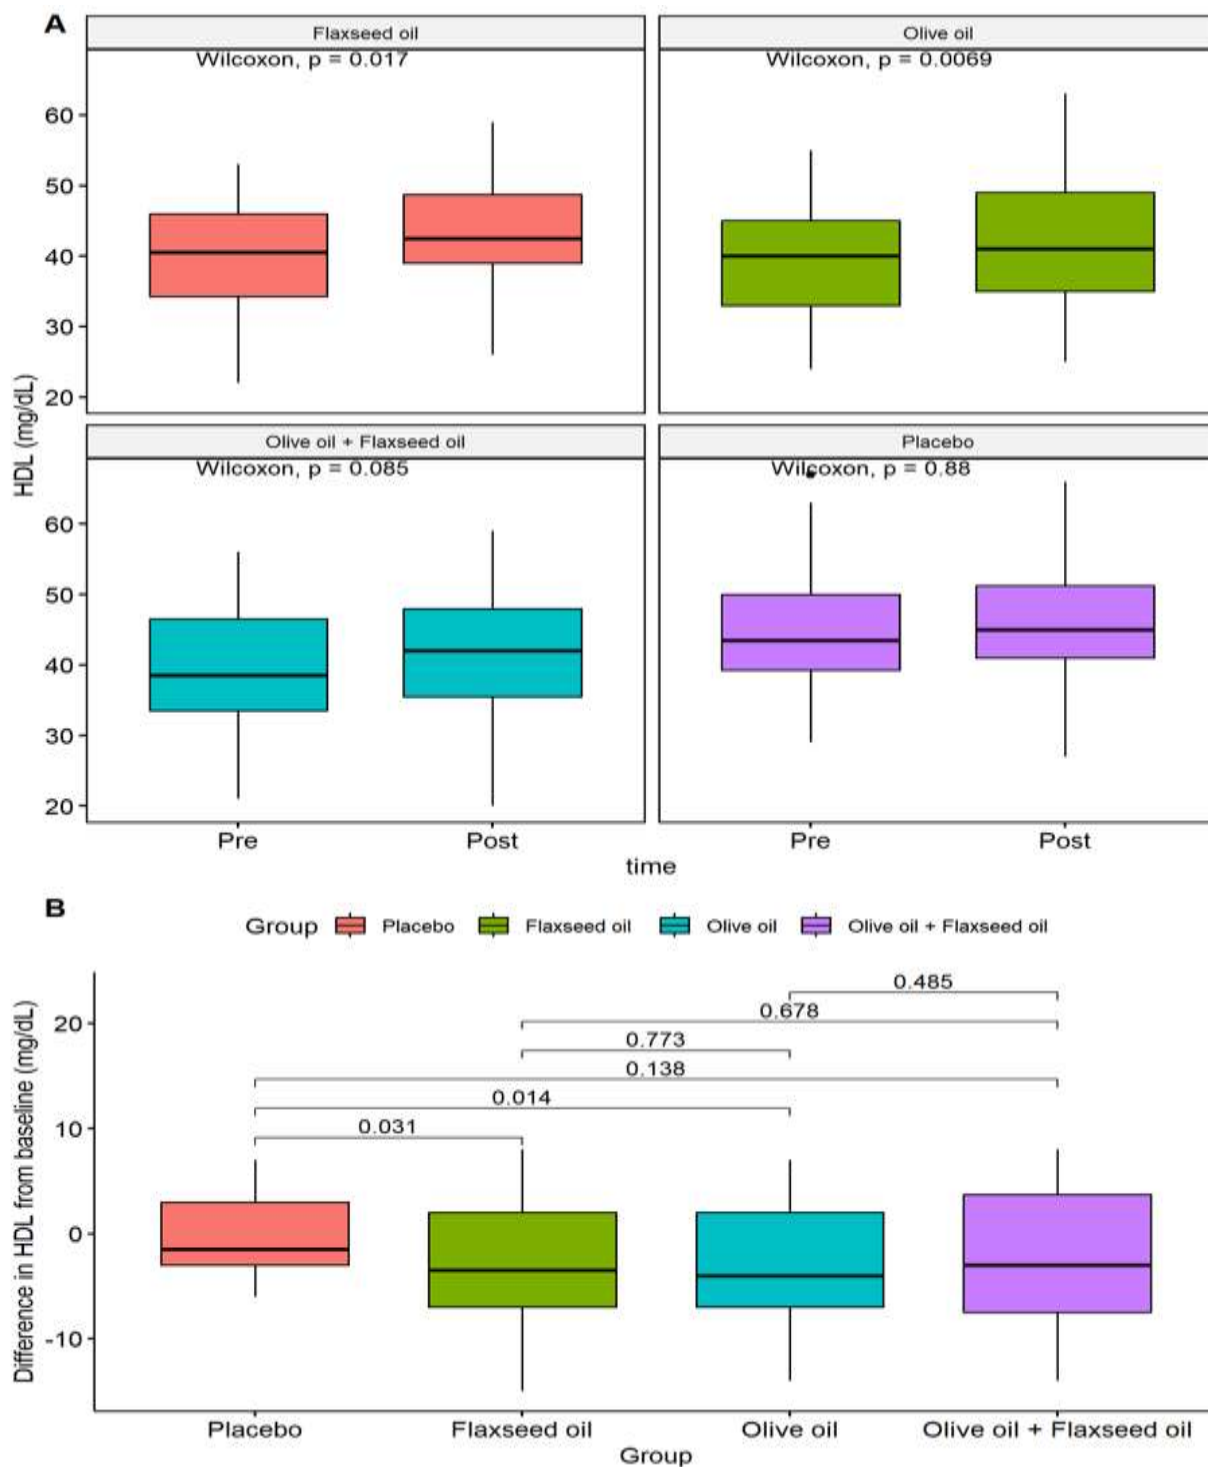 A
Flaxseed oil
Olive oil
Wilcoxon, p = 0.017
Wilcoxon, p = 0.0069
60
50
40
30
20
HDL (mg/dL)
Olive oil + Flaxseed oil
Placebo
Wilcoxon, p = 0.085
Wilcoxon, p = 0.88
60
50
40
30
20
Pre
Post
Pre
Post
time
B
Group Placebo Flaxseed oil Olive oil Olive oil + Flaxseed oil
Difference in HDL from baseline (mg/dL)
0.485
0.678
0.773
0.138
0.014
0.031
20
10
0
-10
Placebo
Flaxseed oil
Olive oil
Olive oil + Flaxseed oil
Group